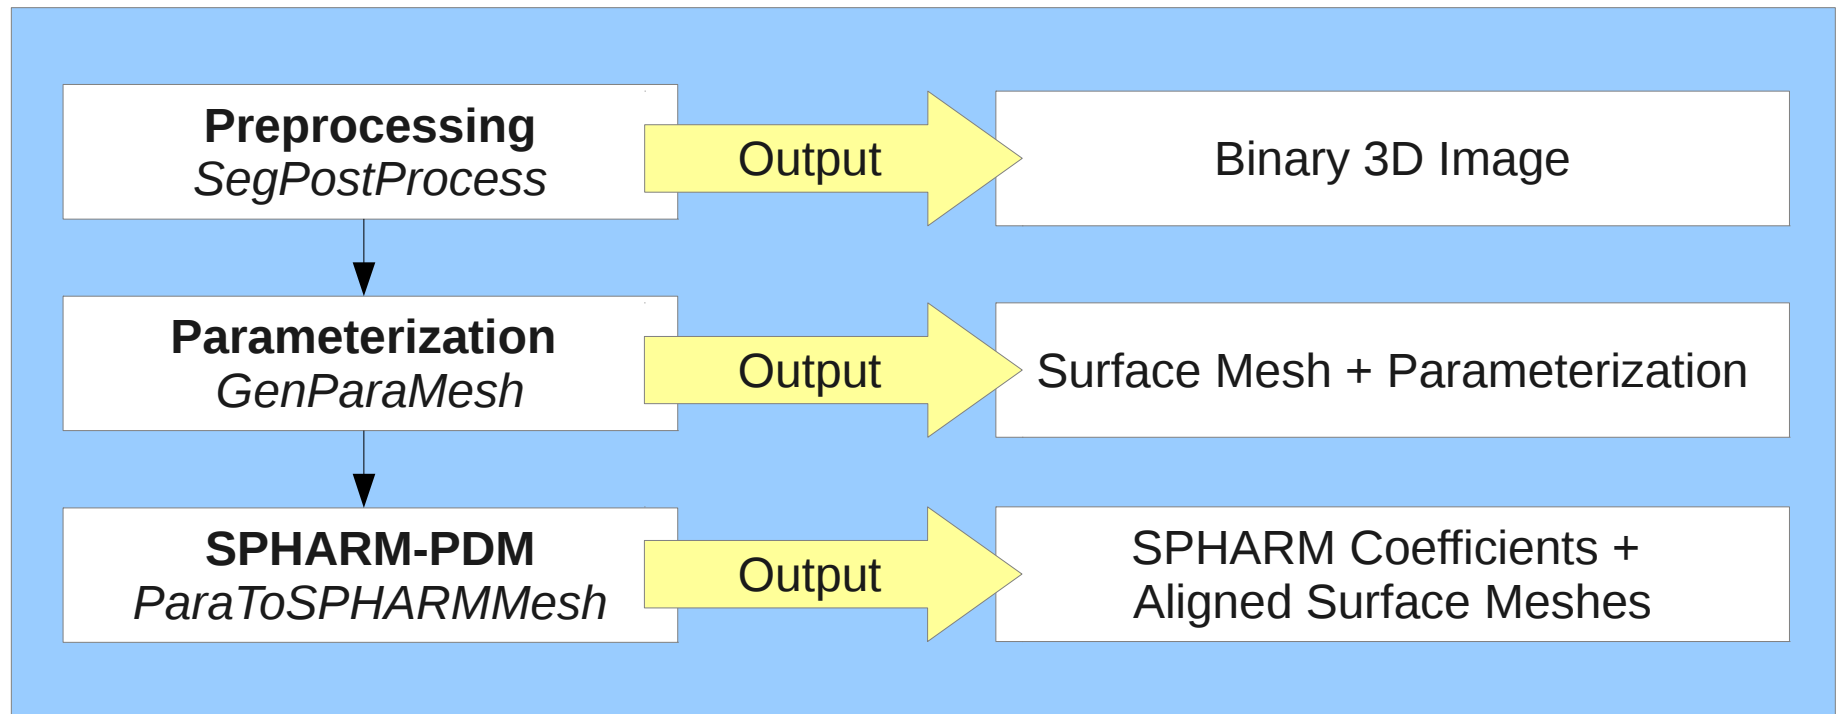 Preprocessing
SegPostProcess
Output
Binary 3D Image
Parameterization
GenParaMesh
Output
Surface Mesh + Parameterization
SPHARM-PDM
ParaToSPHARMMesh
Output
SPHARM Coefficients +
Aligned Surface Meshes